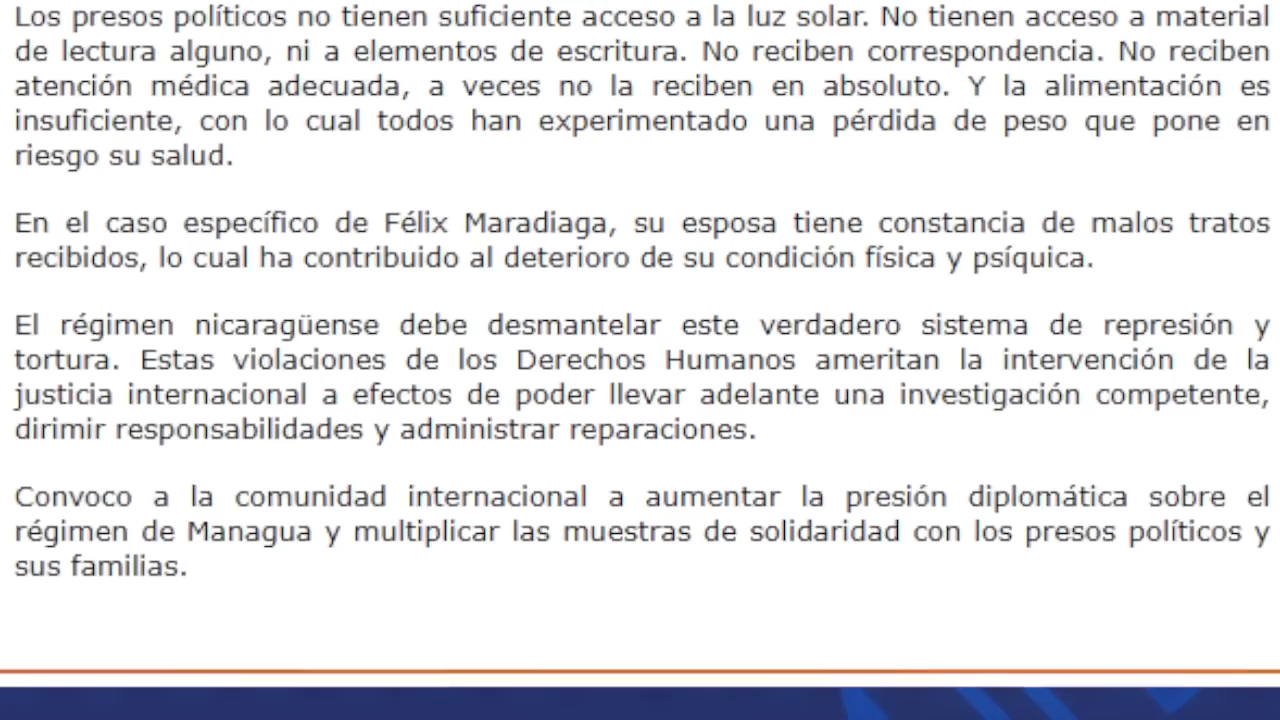 Los presos políticos no tienen suficiente acceso a la luz solar. No tienen acceso a material
de lectura alguno, ni a elementos de escritura. No reciben correspondencia. No reciben
atención médica adecuada, a veces no la reciben en absoluto. Y la alimentación es
insuficiente, con lo cual todos han experimentado una pérdida de peso que pone en
riesgo su salud.
En el caso específico de Félix Maradiaga, su esposa tiene constancia de malos tratos
recibidos, lo cual ha contribuido al deterioro de su condición física y psíquica.
El régimen nicaragüense debe desmantelar este verdadero sistema de represión y
tortura. Estas violaciones de los Derechos Humanos ameritan la intervención de la
justicia internacional a efectos de poder llevar adelante una investigación competente,
dirimir responsabilidades y administrar reparaciones.
Convoco a la comunidad internacional a aumentar la presión diplomática sobre el
régimen de Managua y multiplicar las muestras de solidaridad con los presos políticos y
sus familias.